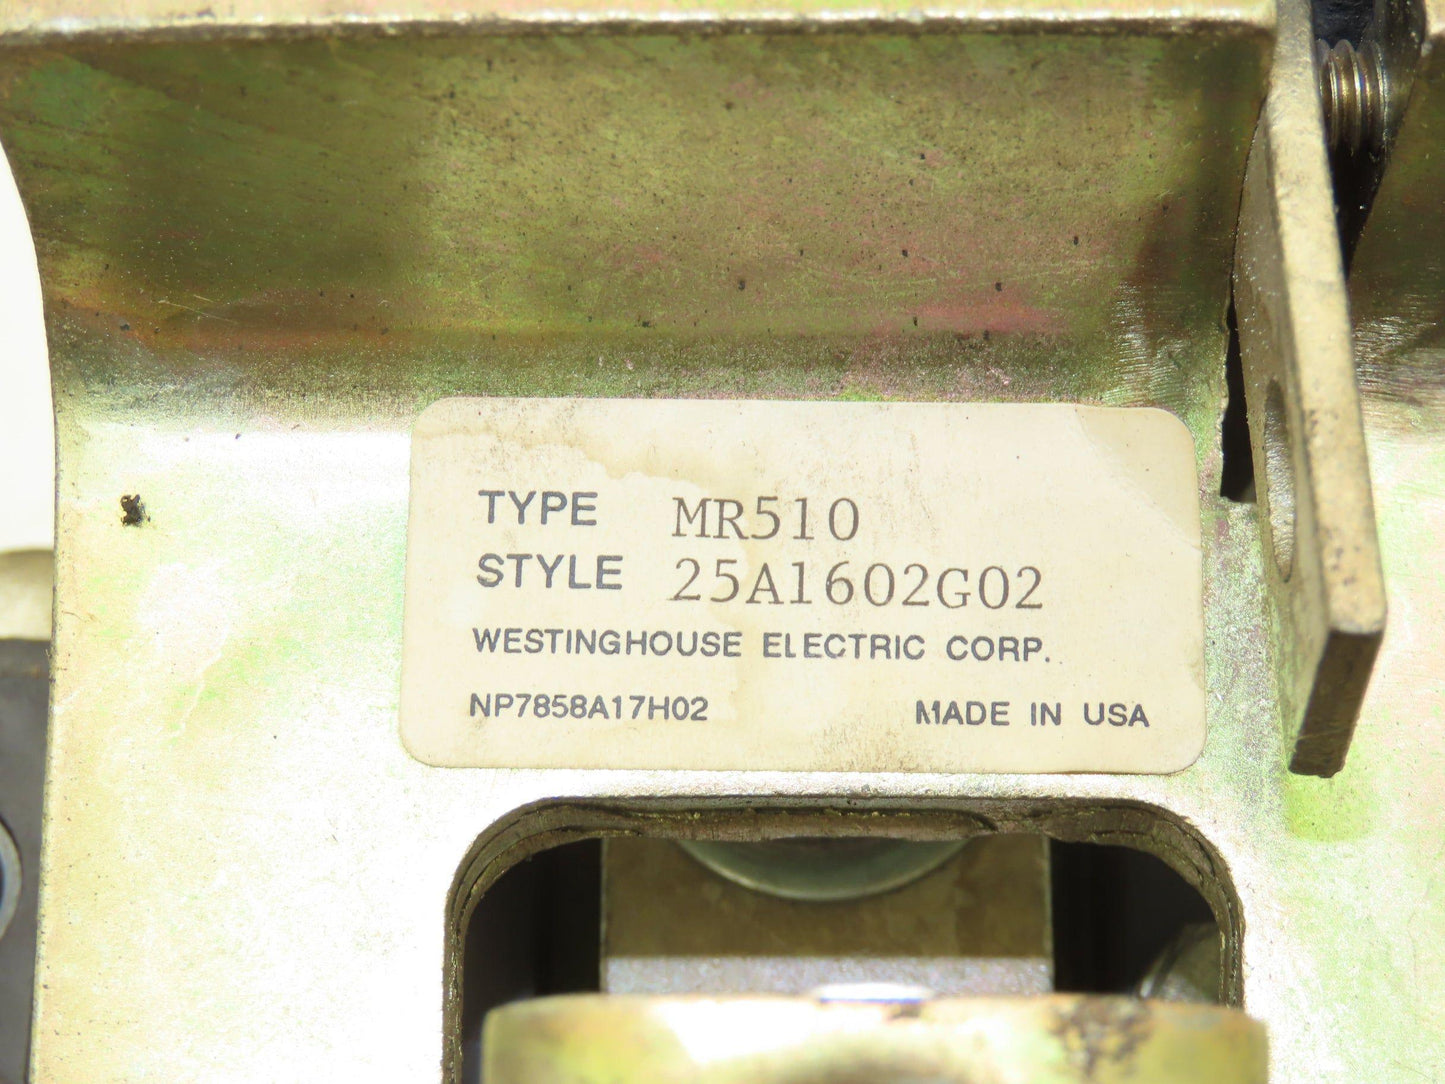 TYPE MR510
STYLE 25A1602G02
WESTINGHOUSE ELECTRIC CORP.
NP7858A17H02 MADE IN USA